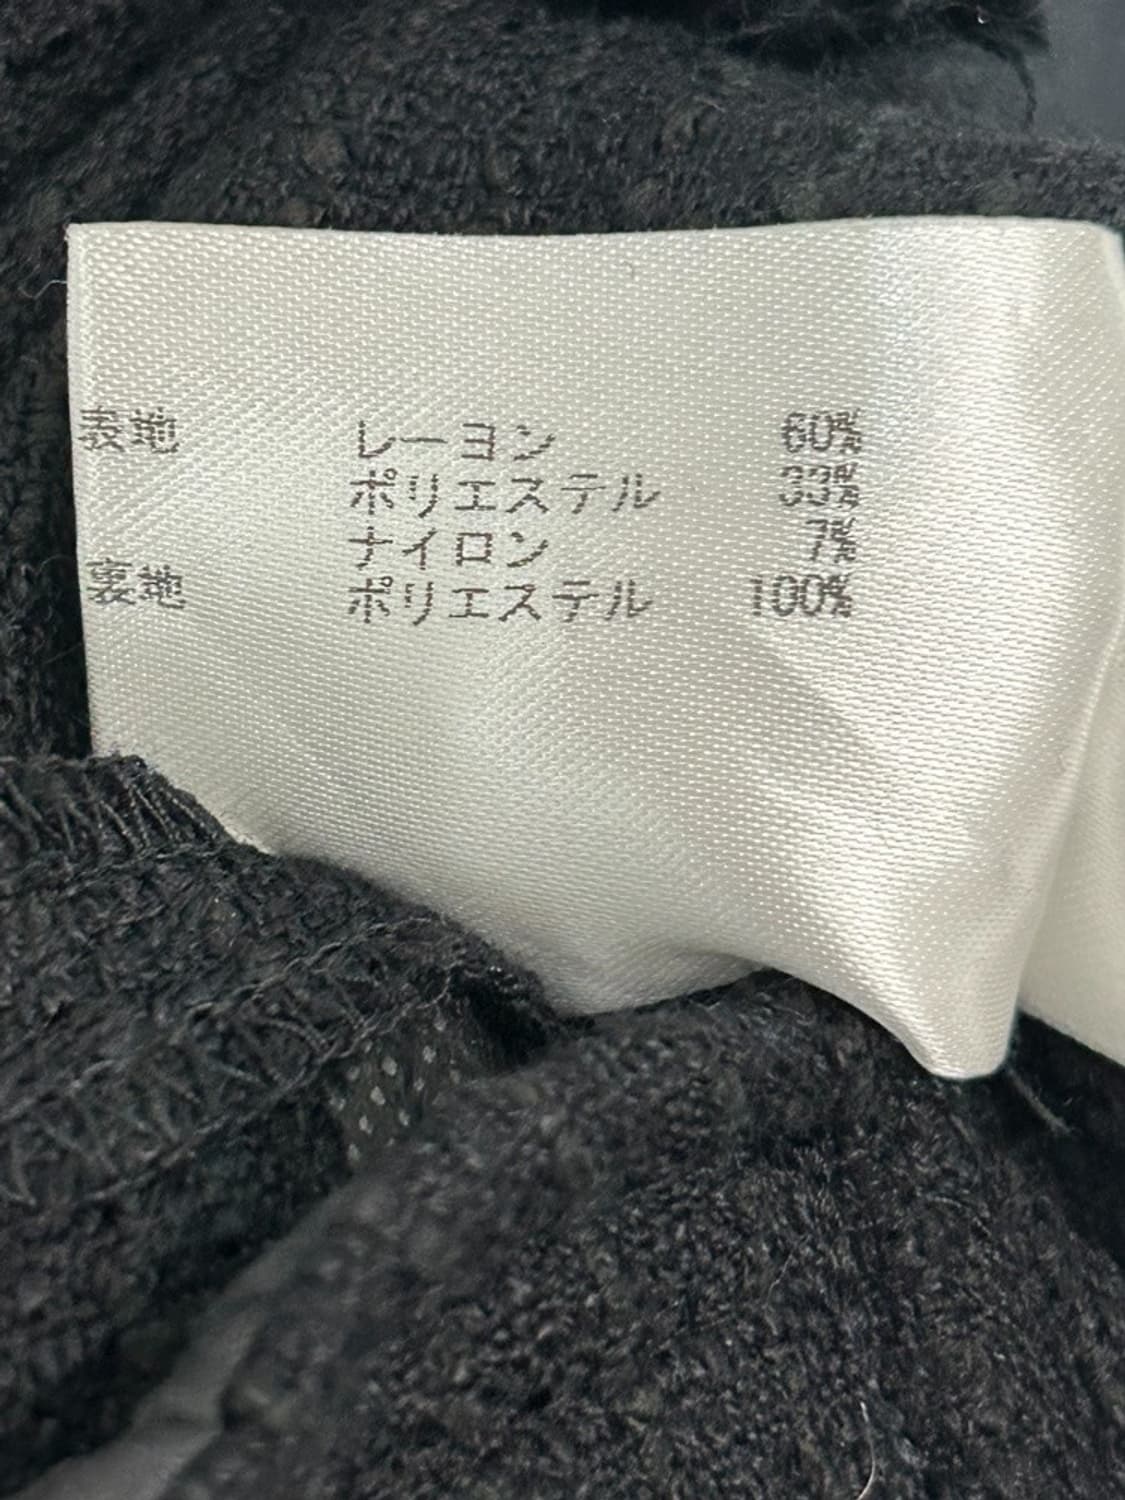 表地 レーヨン 60%
ポリエステル 33%
ナイロン 7%
裏地 ポリエステル 100%